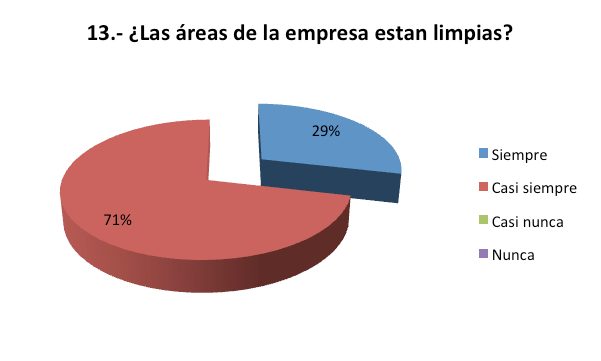 13.- ¿Las áreas de la empresa estan limpias?
29%
71%
Siempre
Casi siempre
Casi nunca
Nunca